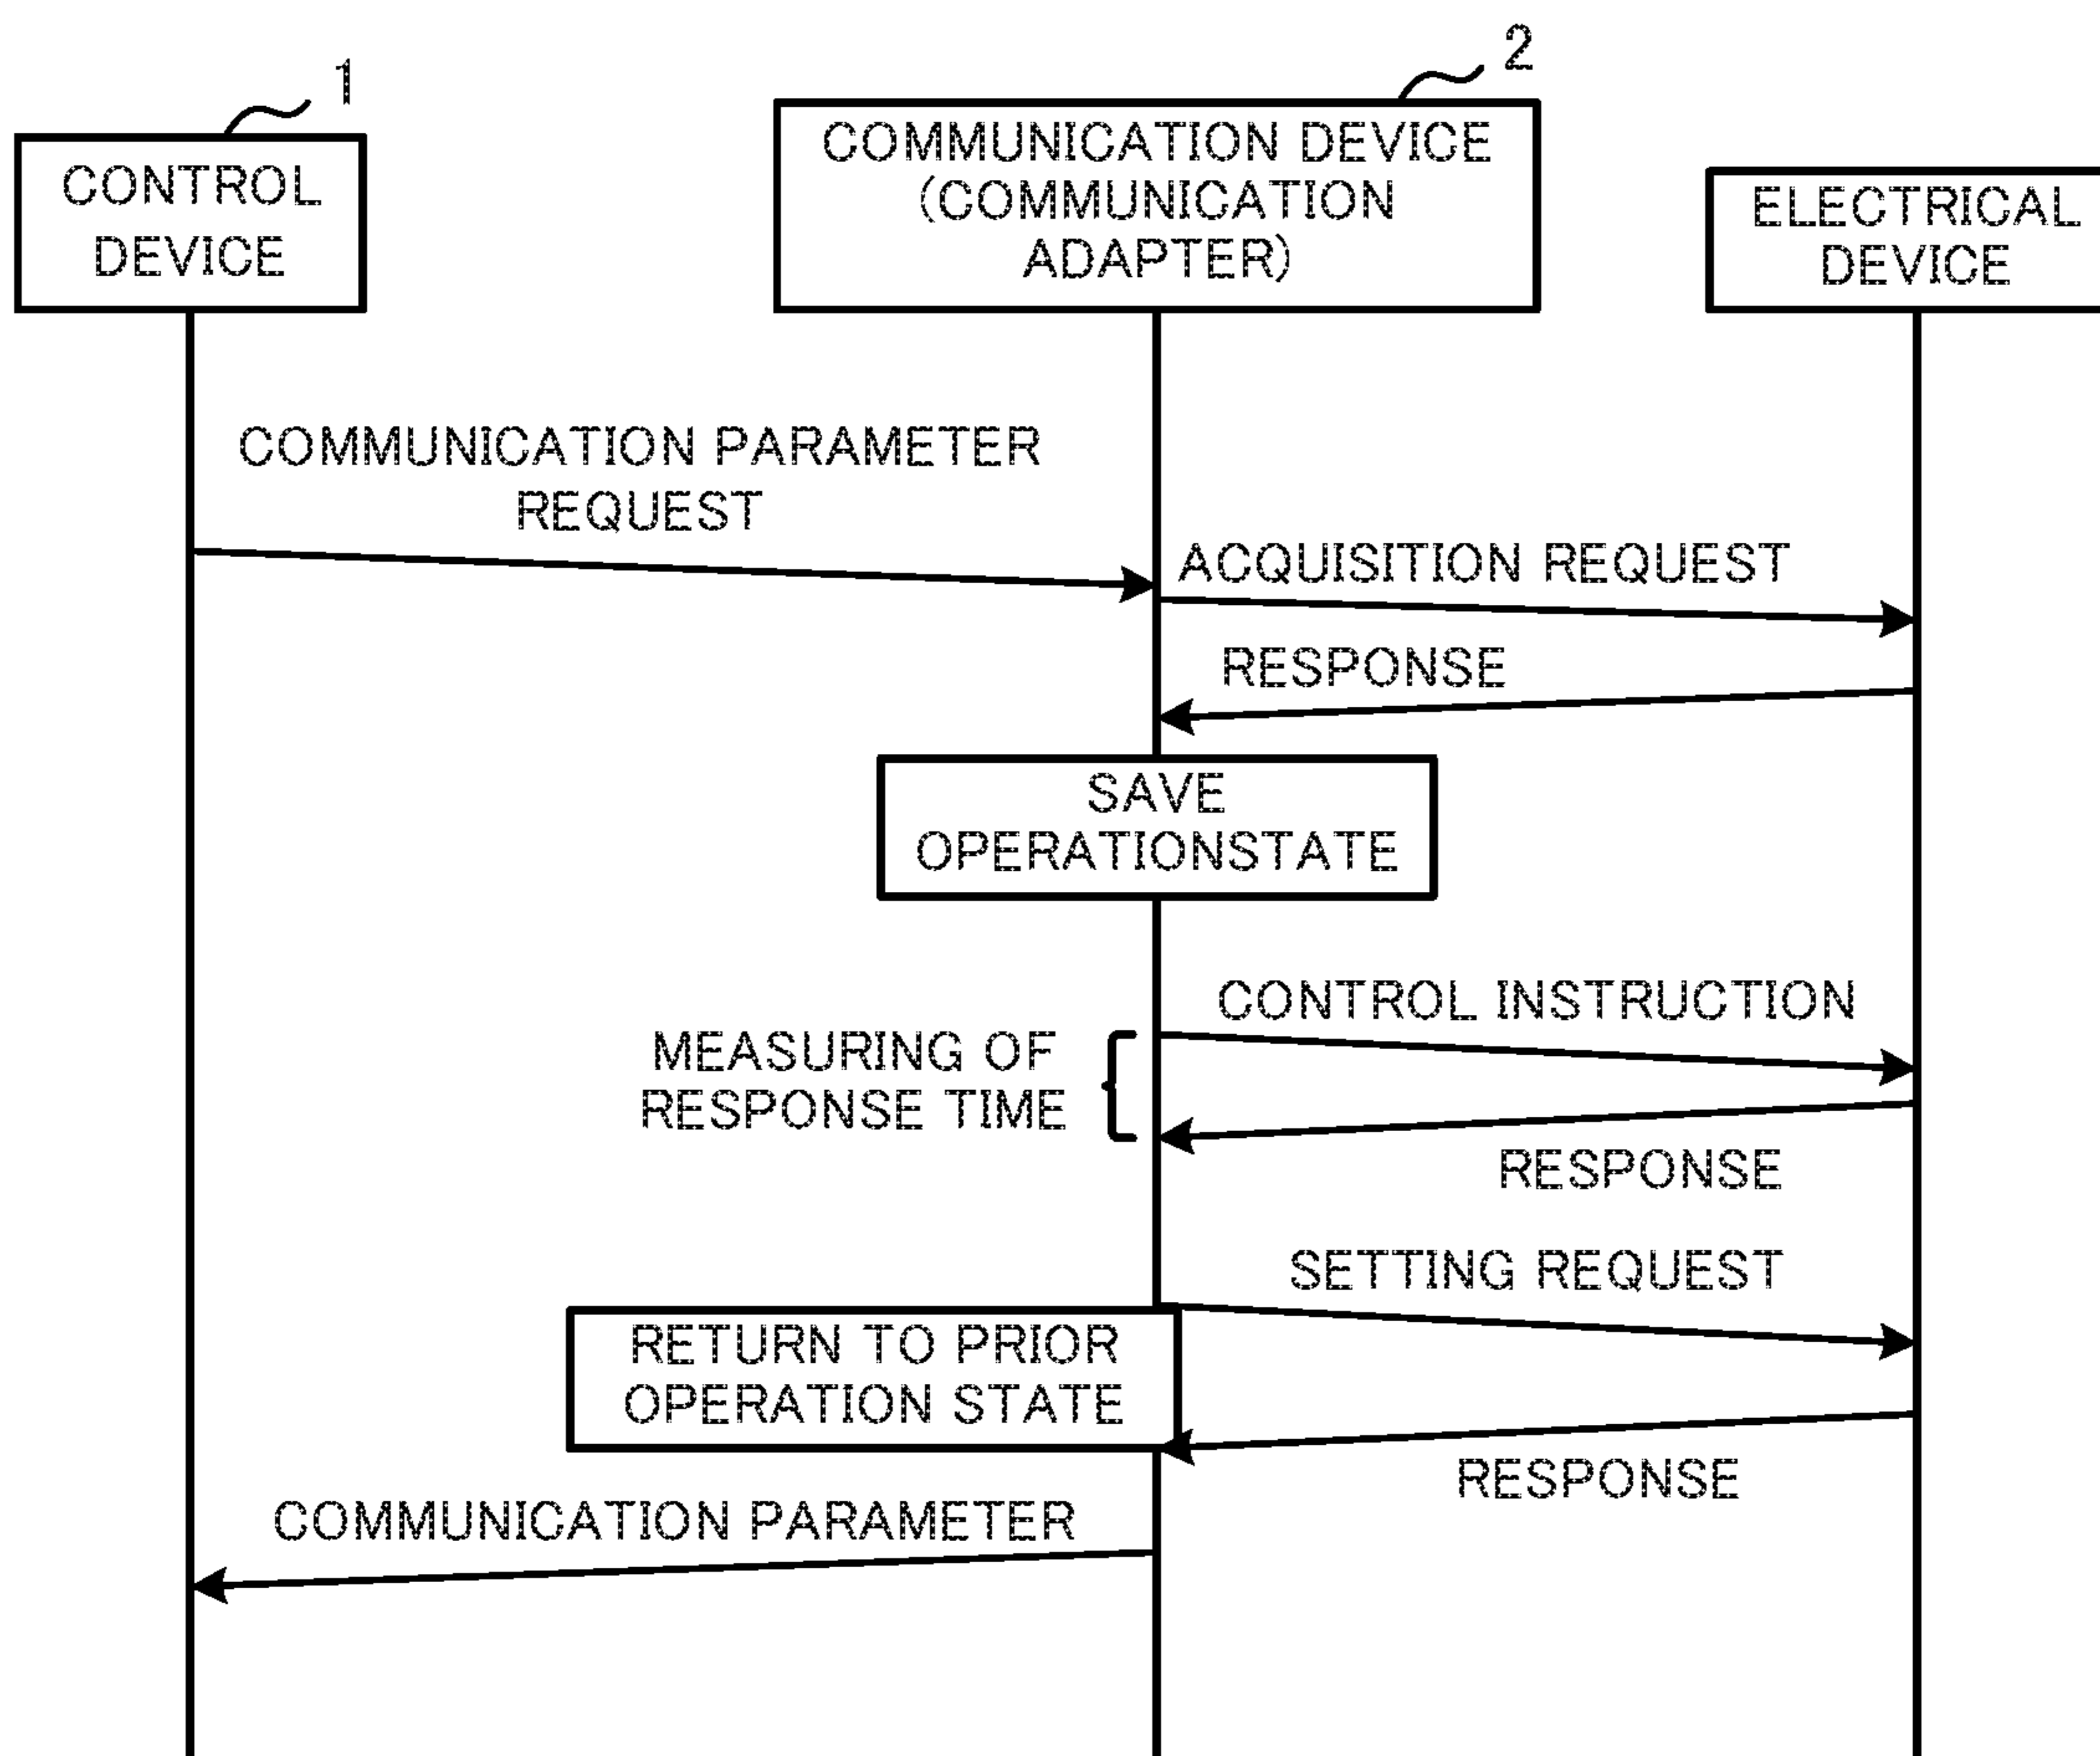 1
2
CONTROL
DEVICE
COMMUNICATION DEVICE
(COMMUNICATION
ADAPTER)
ELECTRICAL
DEVICE
COMMUNICATION PARAMETER
REQUEST
ACQUISITION REQUEST
RESPONSE
SAVE
OPERATIONSTATE
CONTROL INSTRUCTION
MEASURING OF
RESPONSE TIME
RESPONSE
SETTING REQUEST
RETURN TO PRIOR
OPERATION STATE
RESPONSE
COMMUNICATION PARAMETER